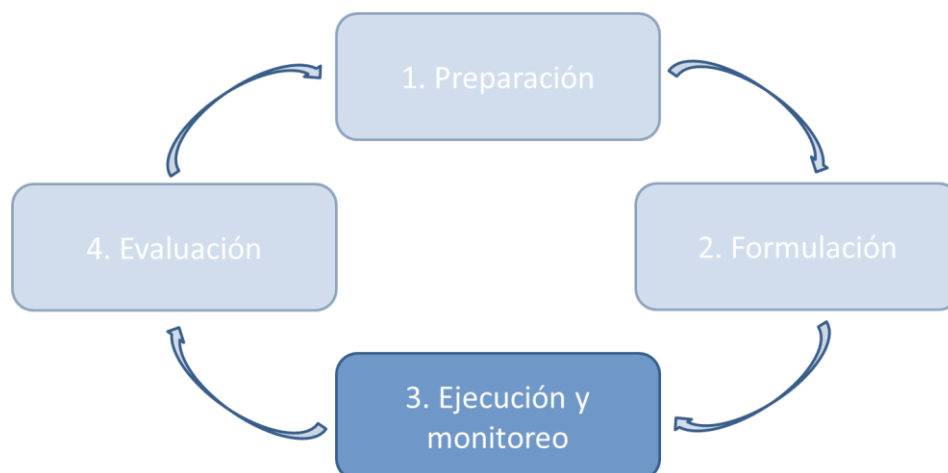 1. Preparación
4. Evaluación
2. Formulación
3. Ejecución y
monitoreo